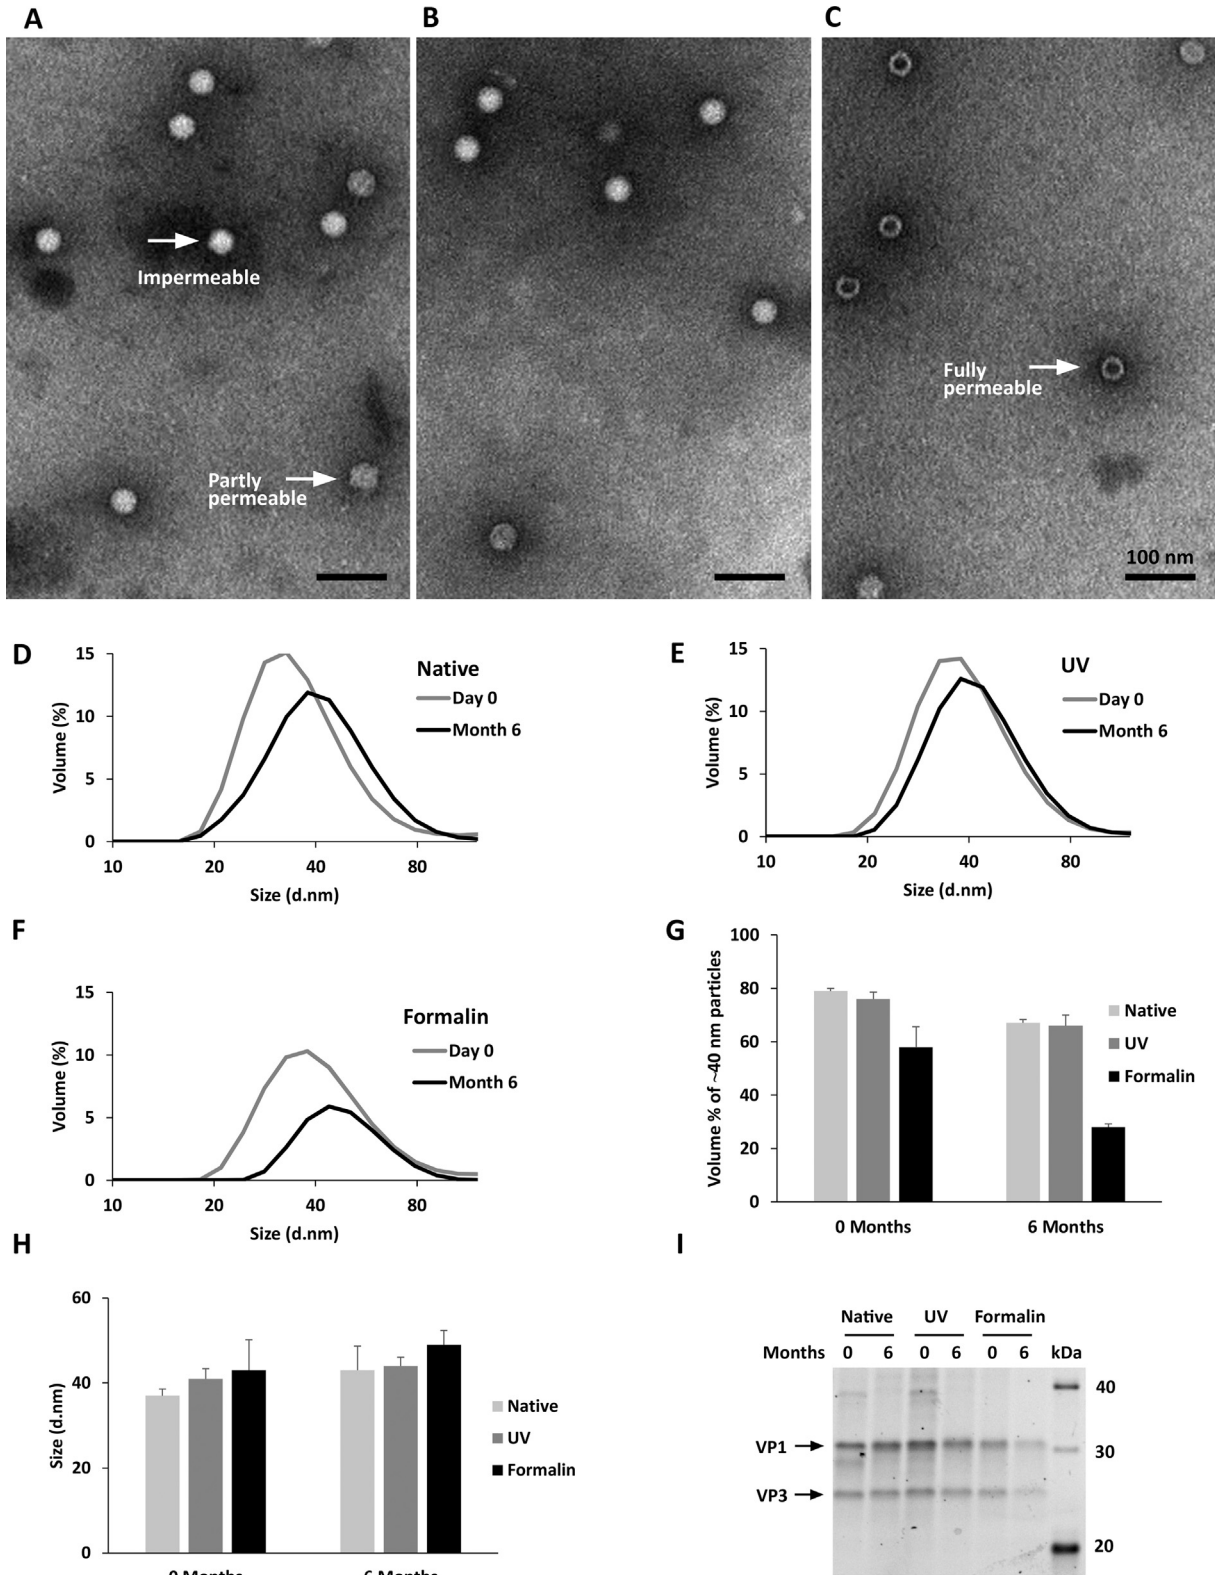 A
B
C
Impermeable
Partly
permeable
Fully
permeable
100 nm
D
15
10
5
0
Volume (%)
10 20 40 80
Size (d.nm)
Native
Day 0
Month 6
E
15
10
5
0
Volume (%)
10 20 40 80
Size (d.nm)
UV
Day 0
Month 6
F
15
10
5
0
Volume (%)
10 20 40 80
Size (d.nm)
Formalin
Day 0
Month 6
G
100
80
60
40
20
0
Volume % of ~40 nm particles
0 Months 6 Months
Native
UV
Formalin
H
60
40
20
0
Size (d.nm)
0 Months 6 Months
Native
UV
Formalin
I
Native UV Formalin
Months 0 6 0 6 0 6 kDa
40
VP1
30
VP3
20